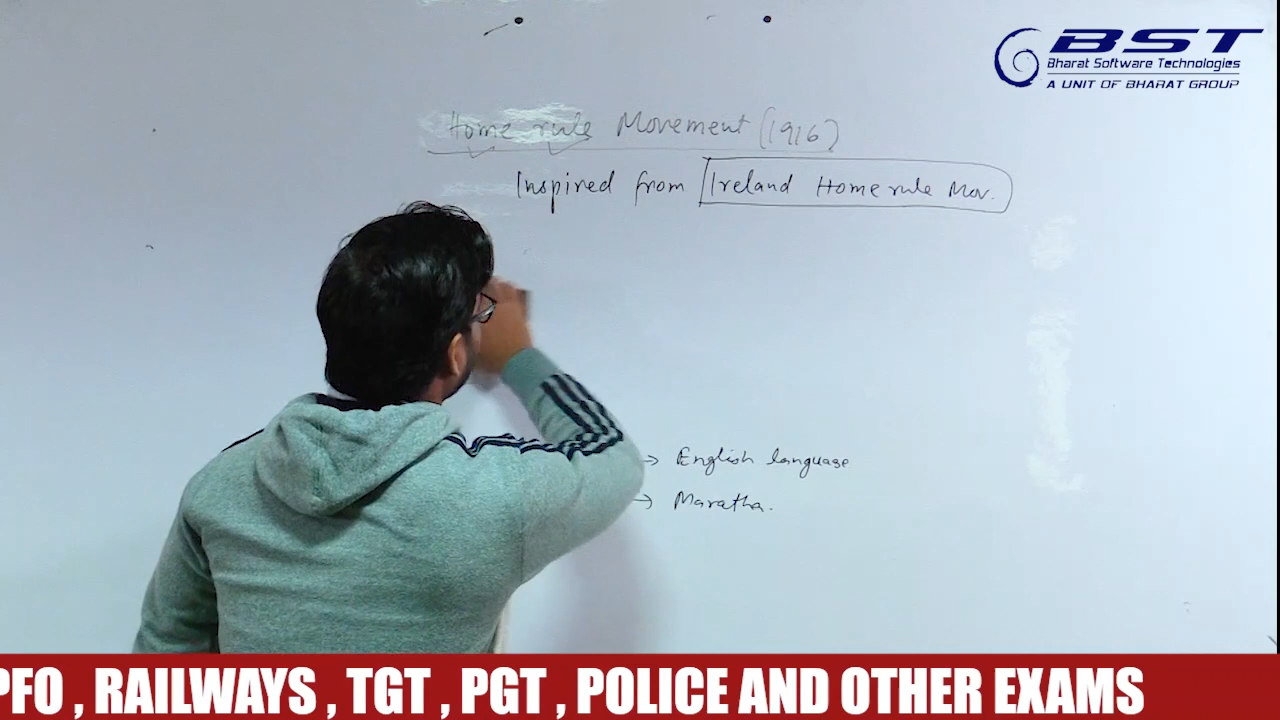 BST
Bharat Software Technologies
A UNIT OF BHARAT GROUP
Home rule Movement (1916)
Inspired from Ireland Home rule Mov.
→ English language
→ Maratha.
PFO , RAILWAYS , TGT , PGT , POLICE AND OTHER EXAMS